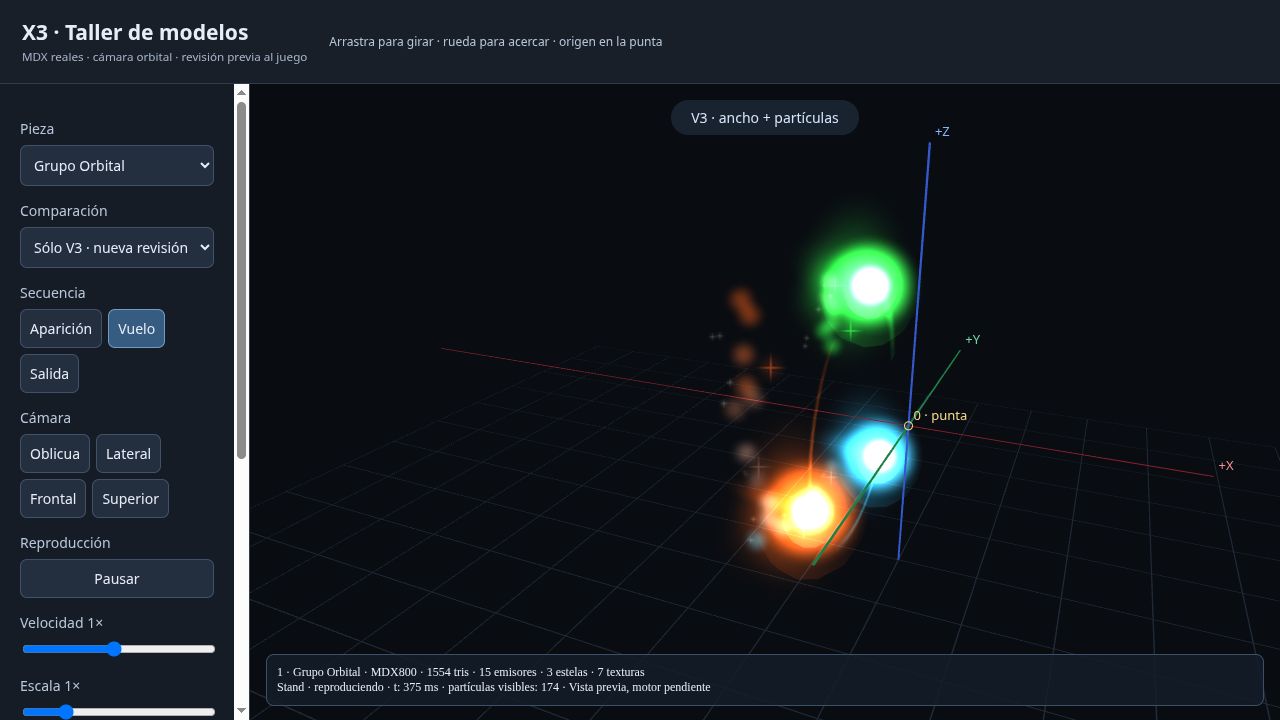 X3 · Taller de modelos
MDX reales · cámara orbital · revisión previa al juego
Arrastra para girar · rueda para acercar · origen en la punta
Pieza
Grupo Orbital
Comparación
Sólo V3 · nueva revisión
Secuencia
Aparición
Vuelo
Salida
Cámara
Oblicua
Lateral
Frontal
Superior
Reproducción
Pausar
Velocidad 1×
Escala 1×
V3 · ancho + partículas
+Z
+Y
0 · punta
+X
1 · Grupo Orbital · MDX800 · 1554 tris · 15 emisores · 3 estelas · 7 texturas
Stand · reproduciendo · t: 375 ms · partículas visibles: 174 · Vista previa, motor pendiente